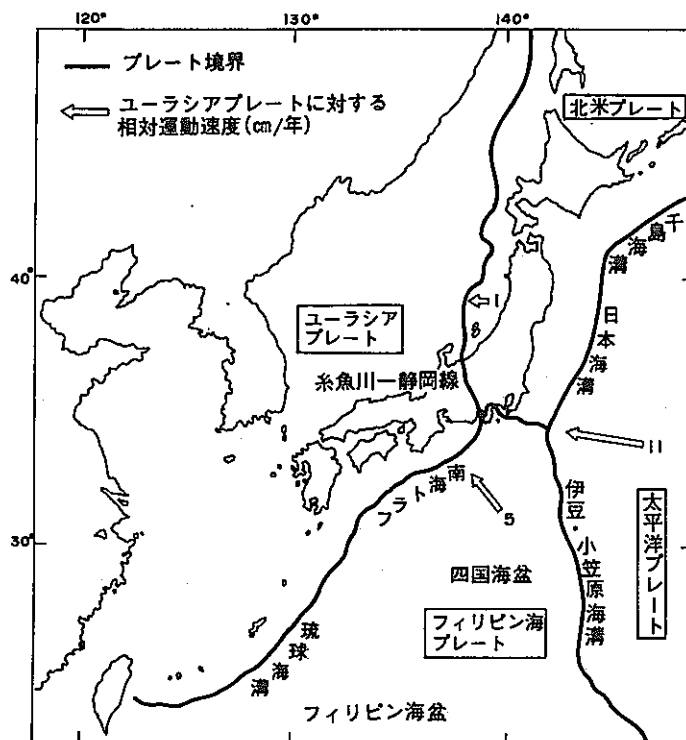 120°
130°
140°
プレート境界
ユーラシアプレートに対する
相対運動速度(cm/年)
北米プレート
千島海溝
40°
1
日本海溝
ユーラシア
プレート
糸魚川―静岡線
11
南海トラフ
5
伊豆・小笠原海溝
太平洋プレート
30°
四国海盆
フィリピン海
プレート
琉球海溝
フィリピン海盆